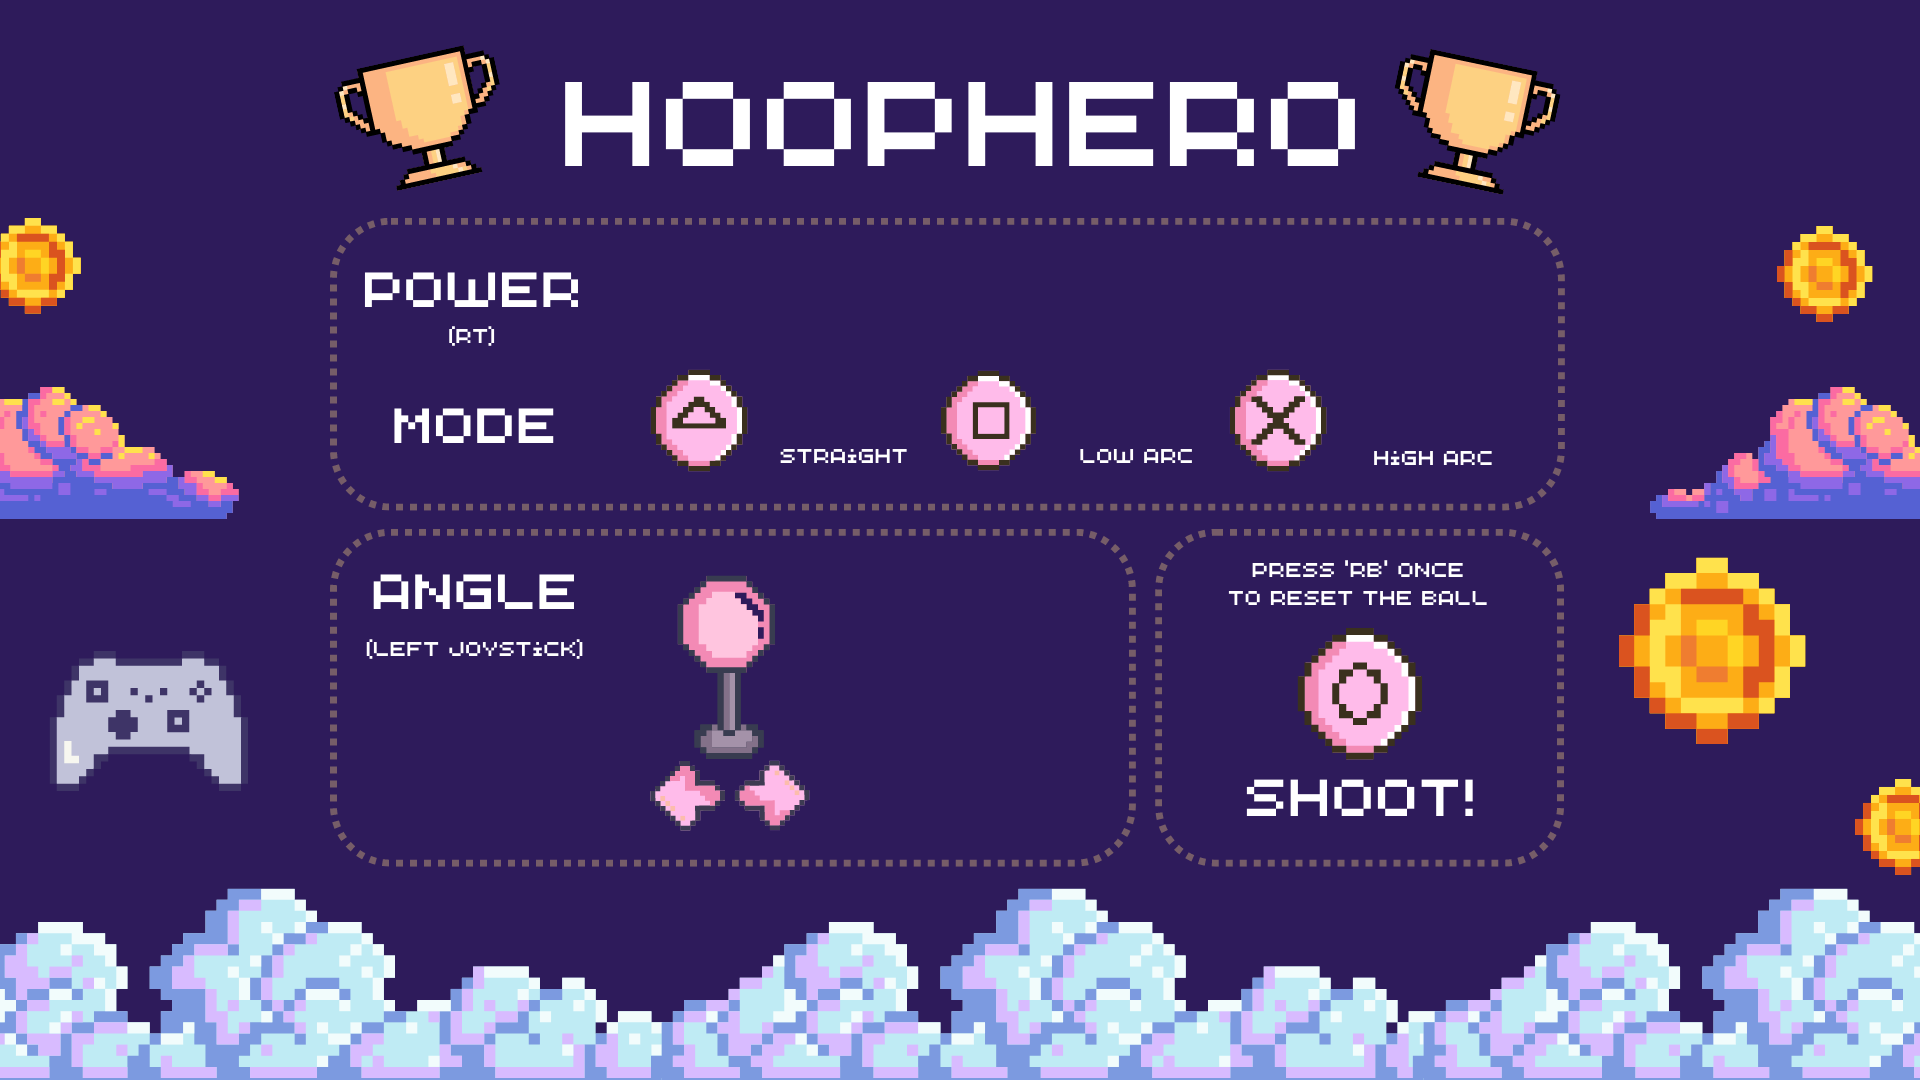 HOOPHERO
POWER
(RT)
MODE
STRAiGHT
LOW ARC
HiGH ARC
ANGLE
(LEFT JOYSTiCK)
PRESS 'RB' ONCE
TO RESET THE BALL
SHOOT!